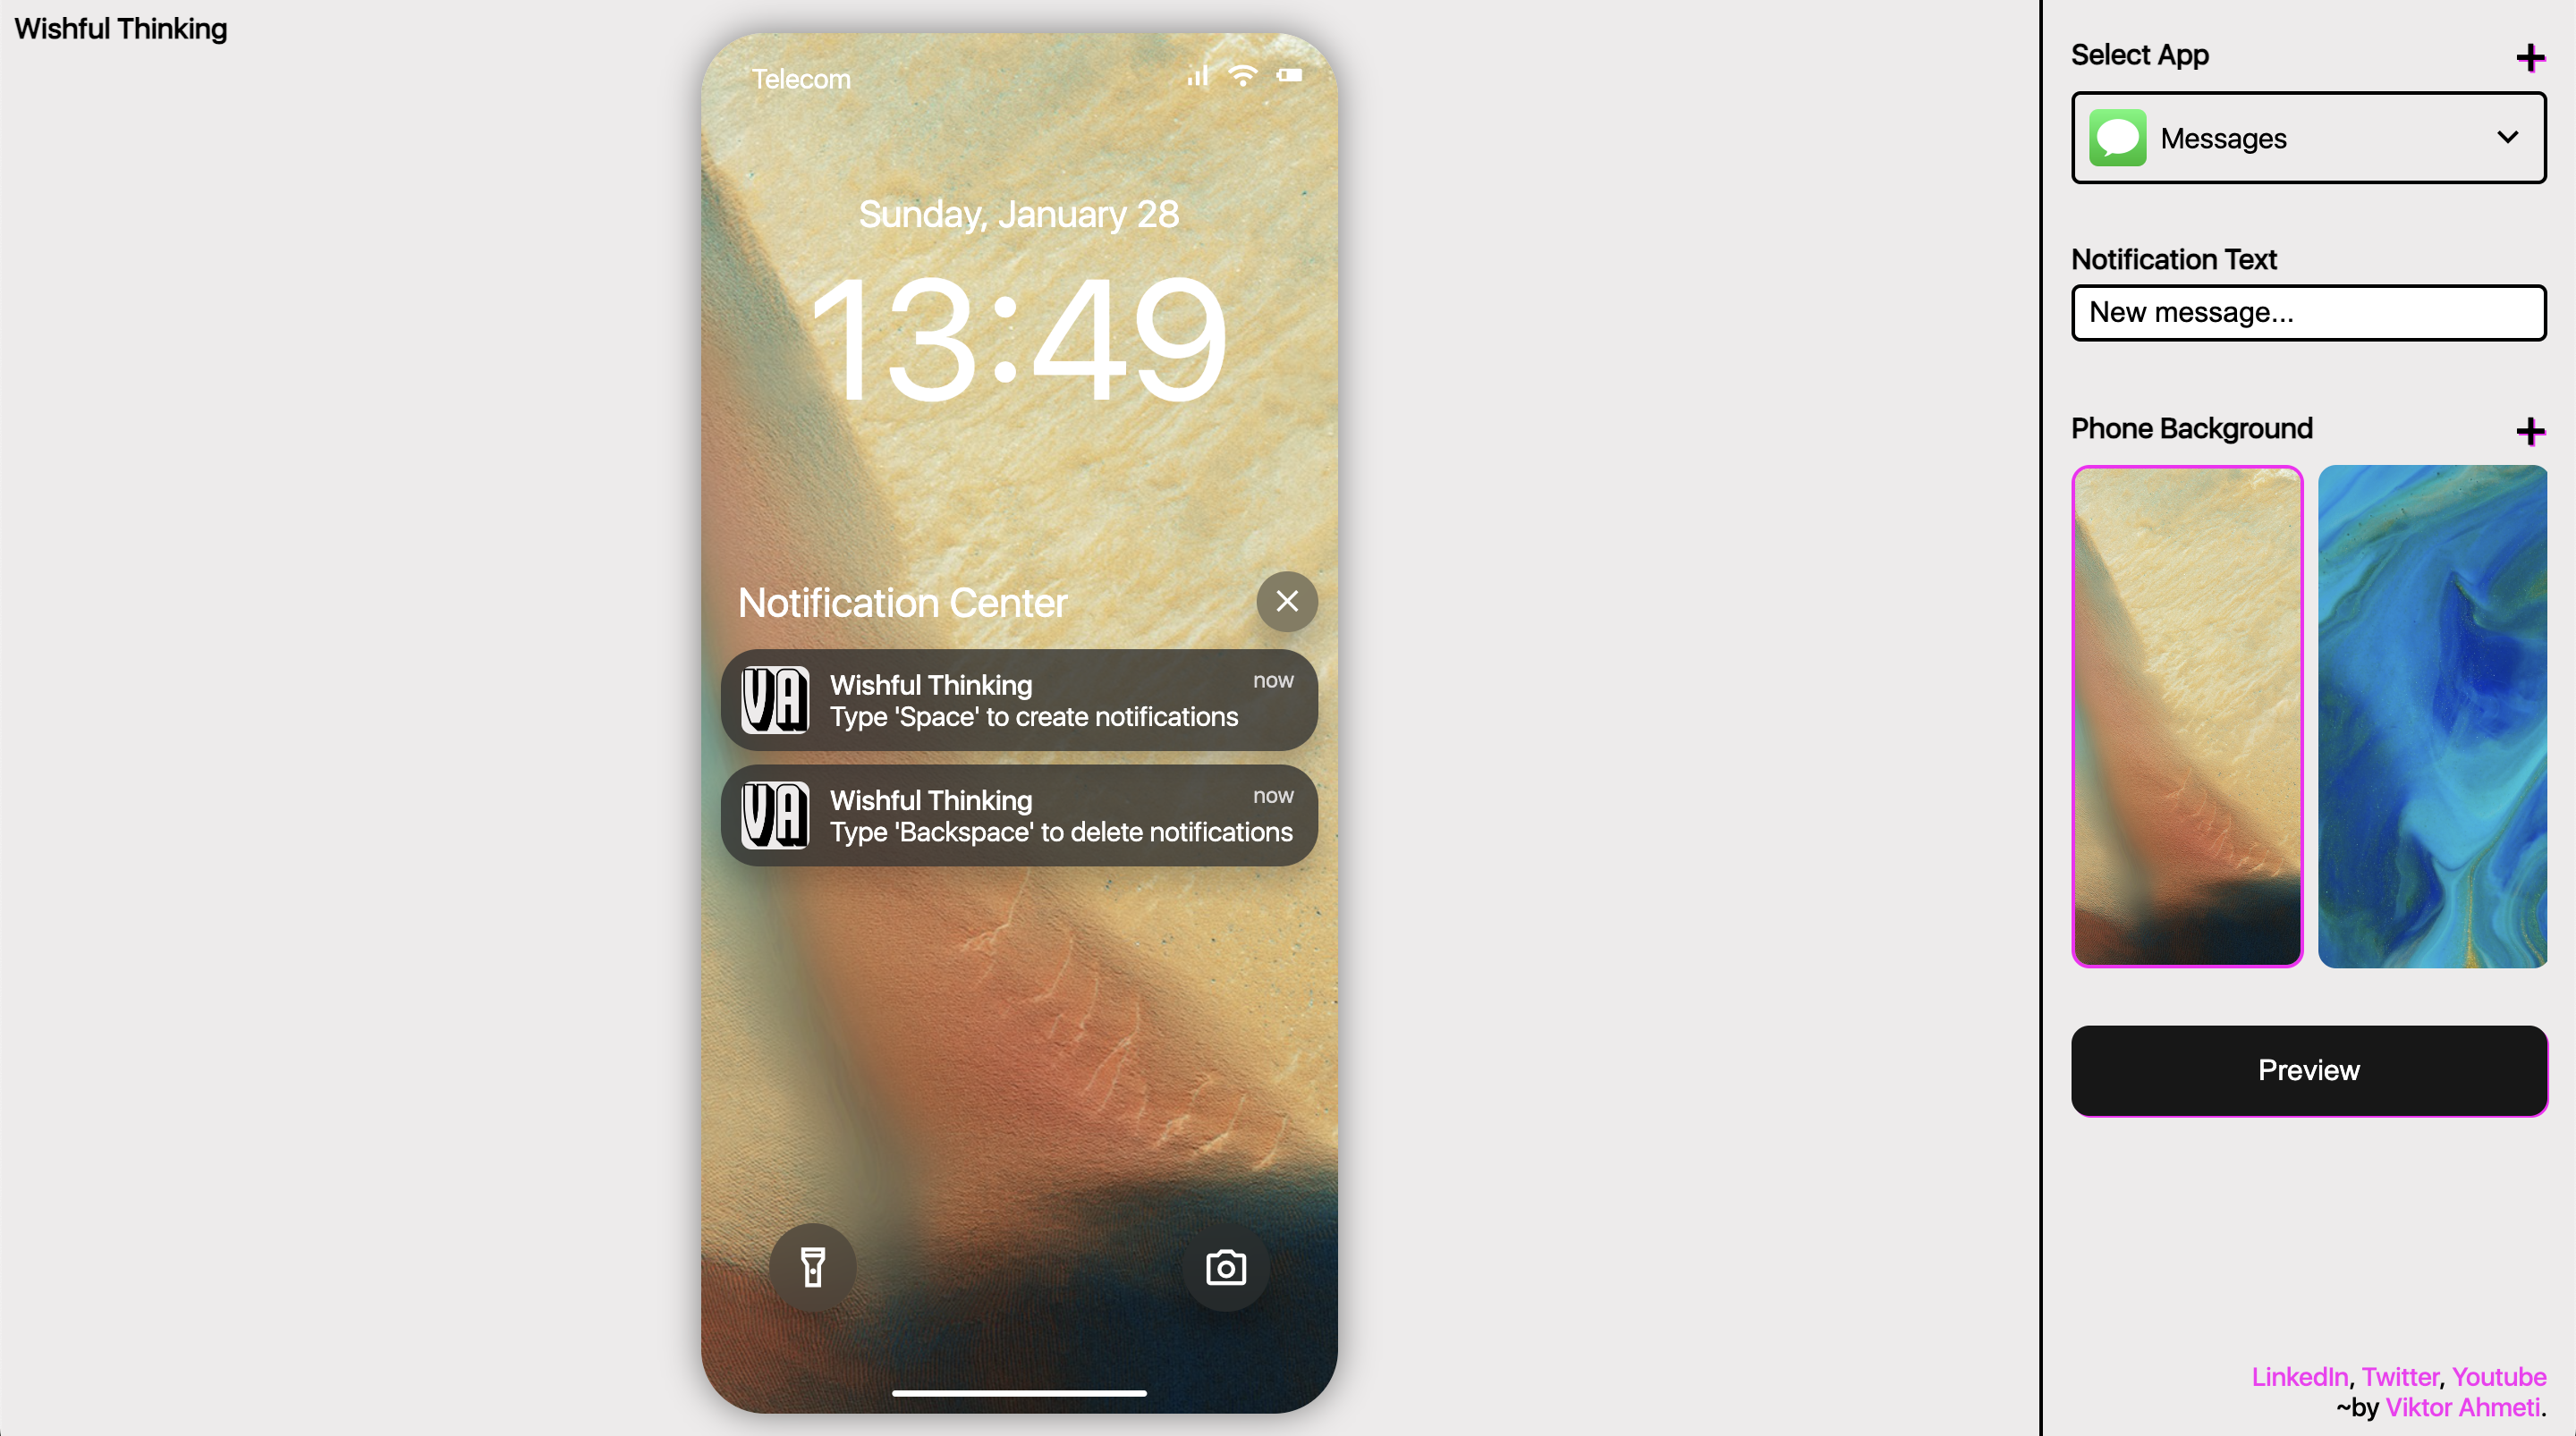 Wishful Thinking
Telecom
Sunday, January 28
13:49
Notification Center
VA
Wishful Thinking
now
Type 'Space' to create notifications
VA
Wishful Thinking
now
Type 'Backspace' to delete notifications
Select App
Messages
Notification Text
New message...
Phone Background
Preview
LinkedIn, Twitter, Youtube
~by Viktor Ahmeti.